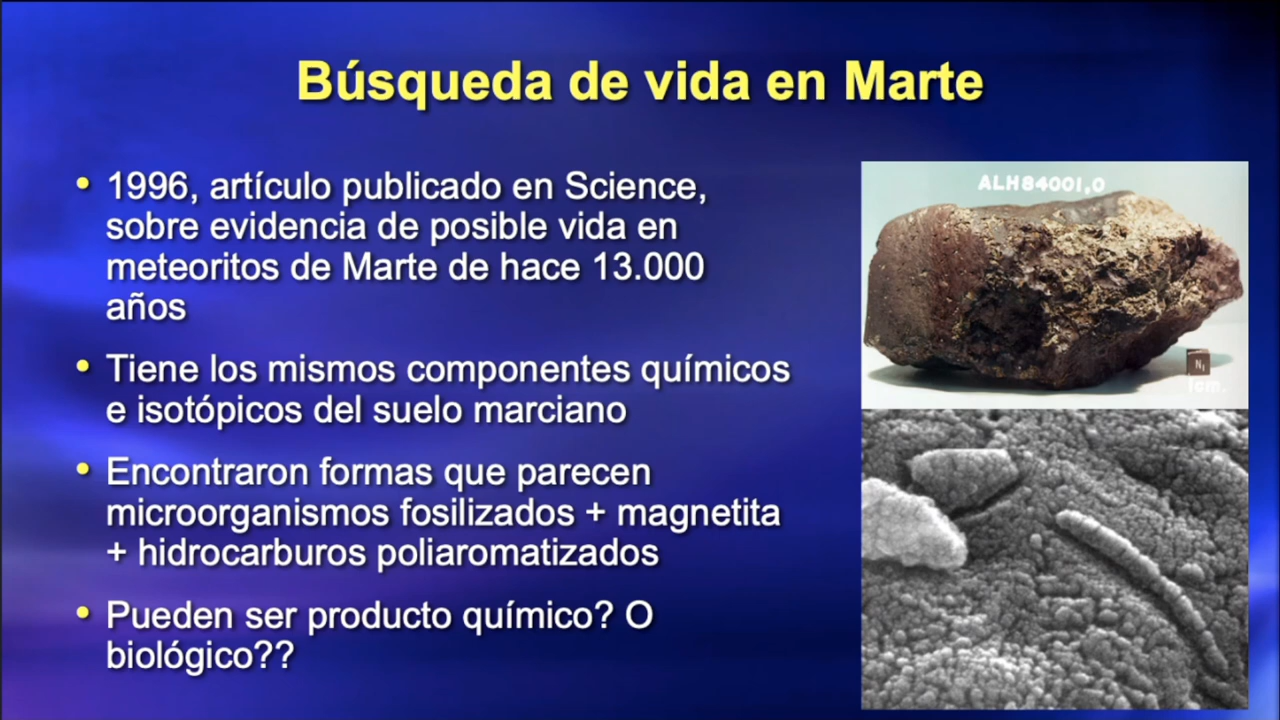 Búsqueda de vida en Marte
• 1996, artículo publicado en Science,
sobre evidencia de posible vida en
meteoritos de Marte de hace 13.000
años
• Tiene los mismos componentes químicos
e isotópicos del suelo marciano
• Encontraron formas que parecen
microorganismos fosilizados + magnetita
+ hidrocarburos poliaromatizados
• Pueden ser producto químico? O
biológico??
ALH84001,0
N₁
1cm.